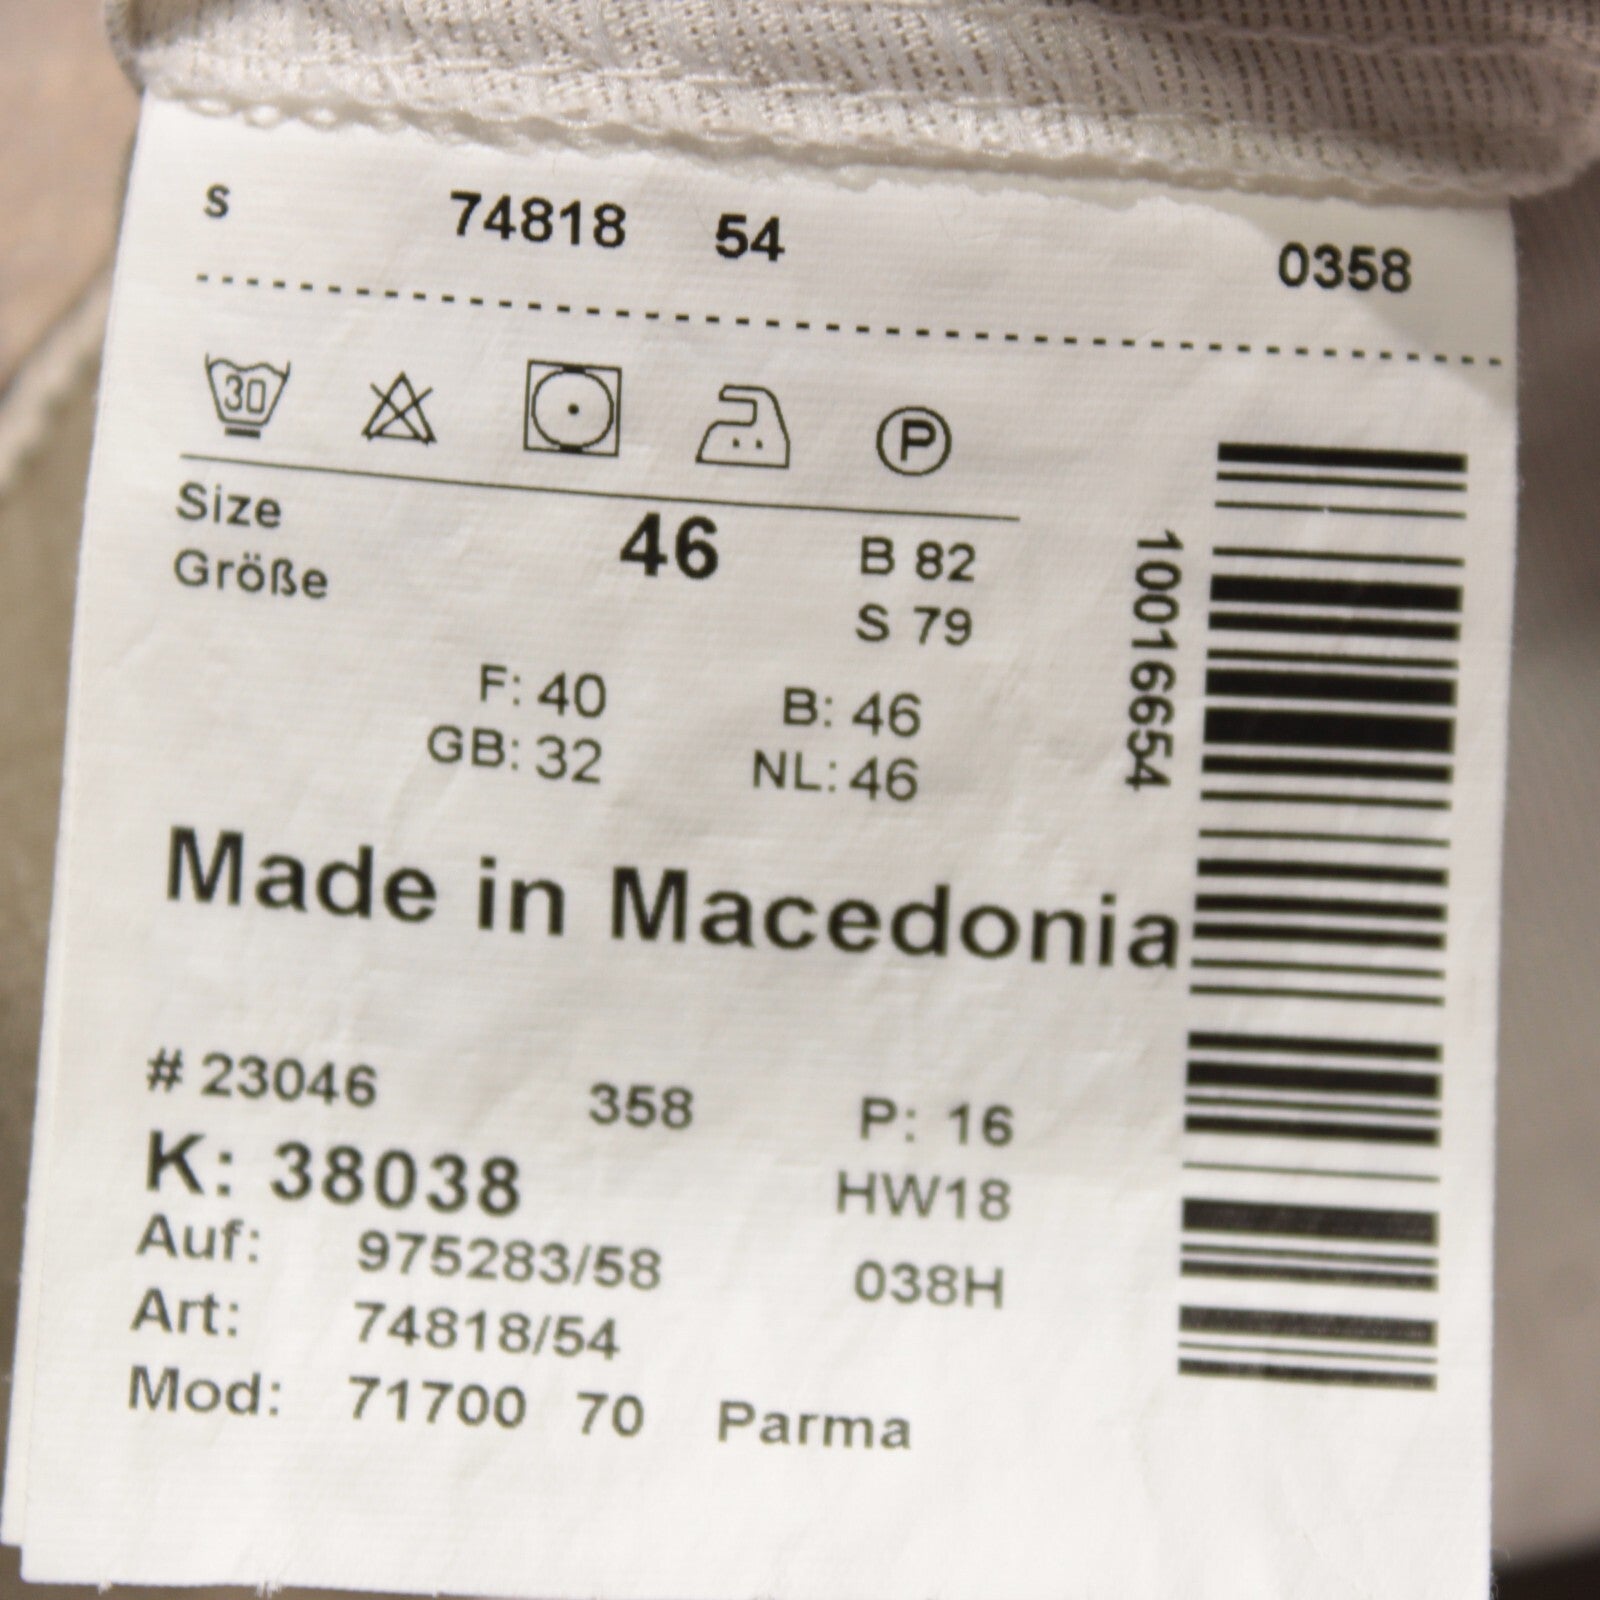 S 74818 54 0358
30 P
Size 46 B 82
Größe S 79
F: 40 B: 46
GB: 32 NL: 46
Made in Macedonia
# 23046 358 P: 16
K: 38038 HW18
Auf: 975283/58 038H
Art: 74818/54
Mod: 71700 70 Parma
10016654